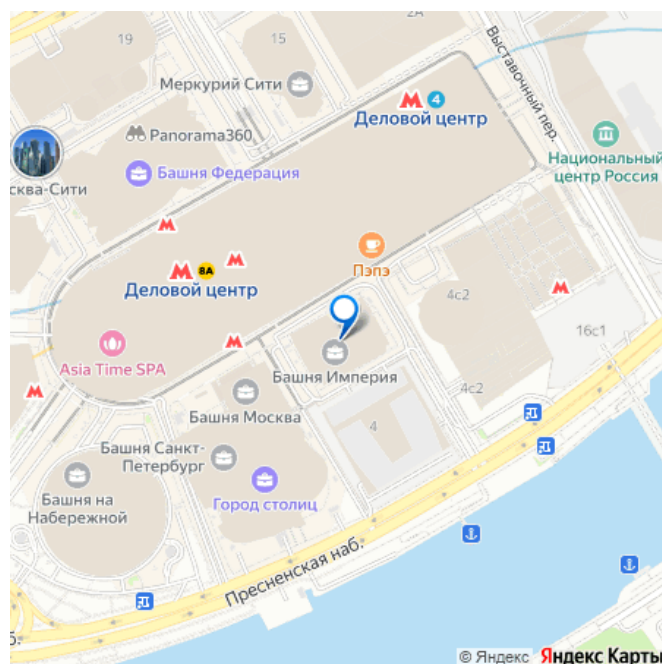 2А
19
15
Выставочный пер.
Меркурий Сити
4
Деловой центр
Panorama360
Национальный
центр Россия
сква-Сити
Башня Федерация
8А
Деловой центр
Пэпэ
4с2
16с1
Asia Time SPA
Башня Империя
4с2
Башня Москва
4
Башня Санкт-
Петербург
Башня на
Набережной
Город столиц
Пресненская наб.
б.
© Яндекс Яндекс Карты